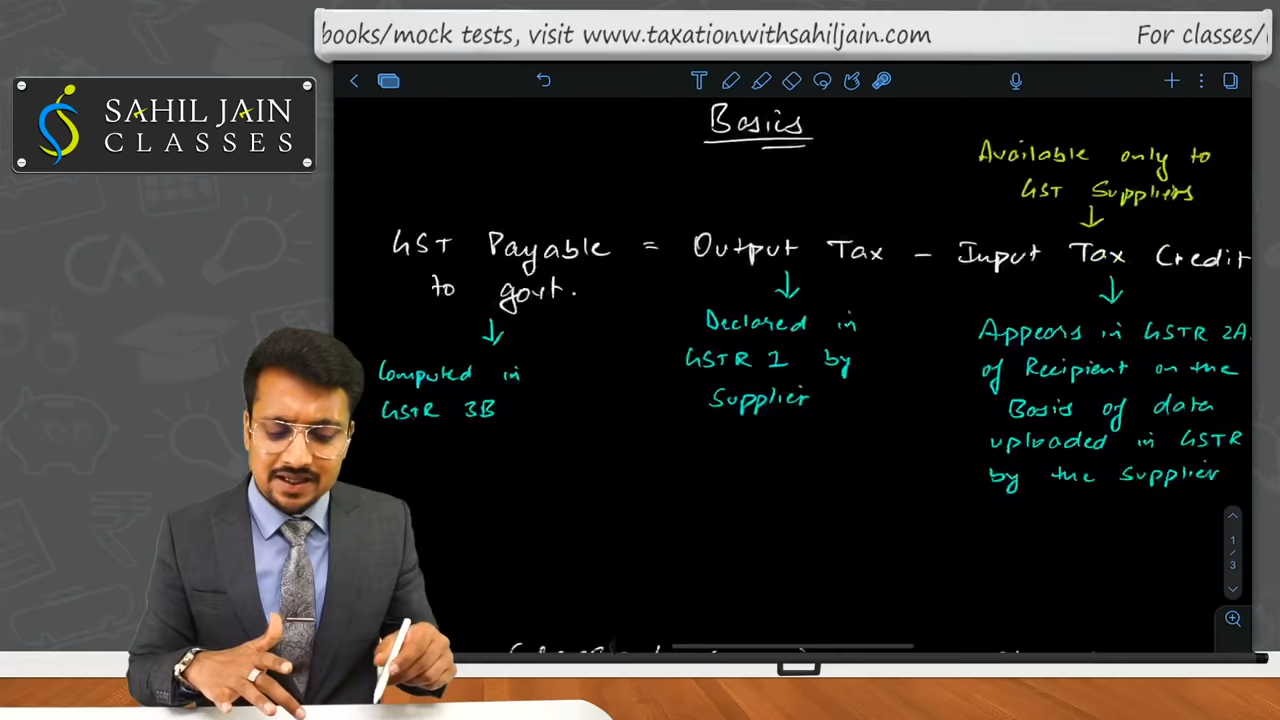 books/mock tests, visit www.taxationwithsahiljain.com
For classes/
SAHIL JAIN
CLASSES
Basics
Available only to
GST Suppliers
GST Payable = Output Tax - Input Tax Credit
to govt.
Computed in
GSTR 3B
Declared in
GSTR 1 by
Supplier
Appears in GSTR 2A
of Recipient on the
Basis of data
uploaded in GSTR
by the supplier
1
/
3